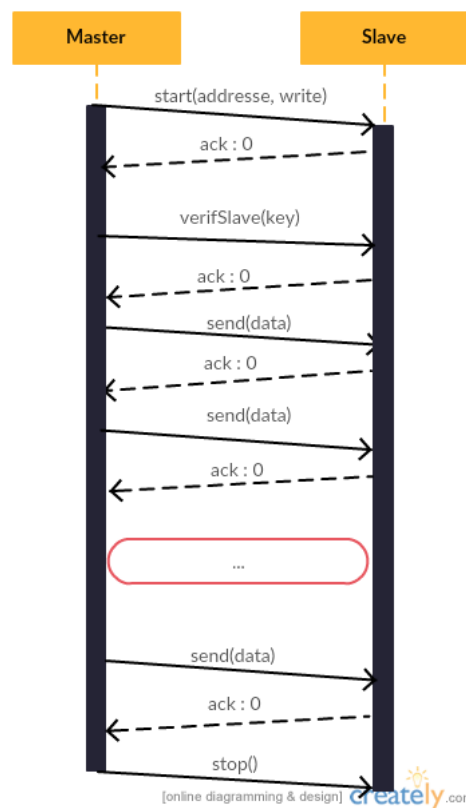 Master
Slave
start(addresse, write)
ack : 0
verifSlave(key)
ack : 0
send(data)
ack : 0
send(data)
ack : 0
...
send(data)
ack : 0
stop()
[online diagramming & design] creately.com